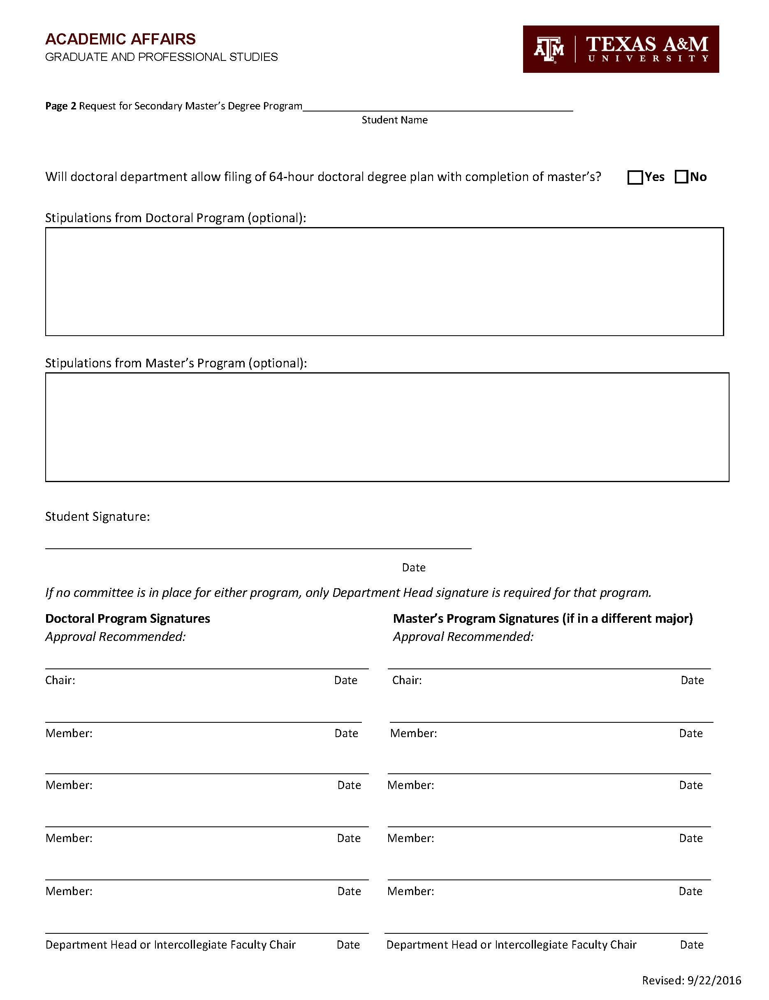 ACADEMIC AFFAIRS
GRADUATE AND PROFESSIONAL STUDIES
ATM | TEXAS A&M
UNIVERSITY
Page 2 Request for Secondary Master’s Degree Program
Student Name
Will doctoral department allow filing of 64-hour doctoral degree plan with completion of master’s? Yes No
Stipulations from Doctoral Program (optional):
Stipulations from Master’s Program (optional):
Student Signature:
Date
If no committee is in place for either program, only Department Head signature is required for that program.
Doctoral Program Signatures Master’s Program Signatures (if in a different major)
Approval Recommended: Approval Recommended:
Chair: Date Chair: Date
Member: Date Member: Date
Member: Date Member: Date
Member: Date Member: Date
Member: Date Member: Date
Department Head or Intercollegiate Faculty Chair Date Department Head or Intercollegiate Faculty Chair Date
Revised: 9/22/2016